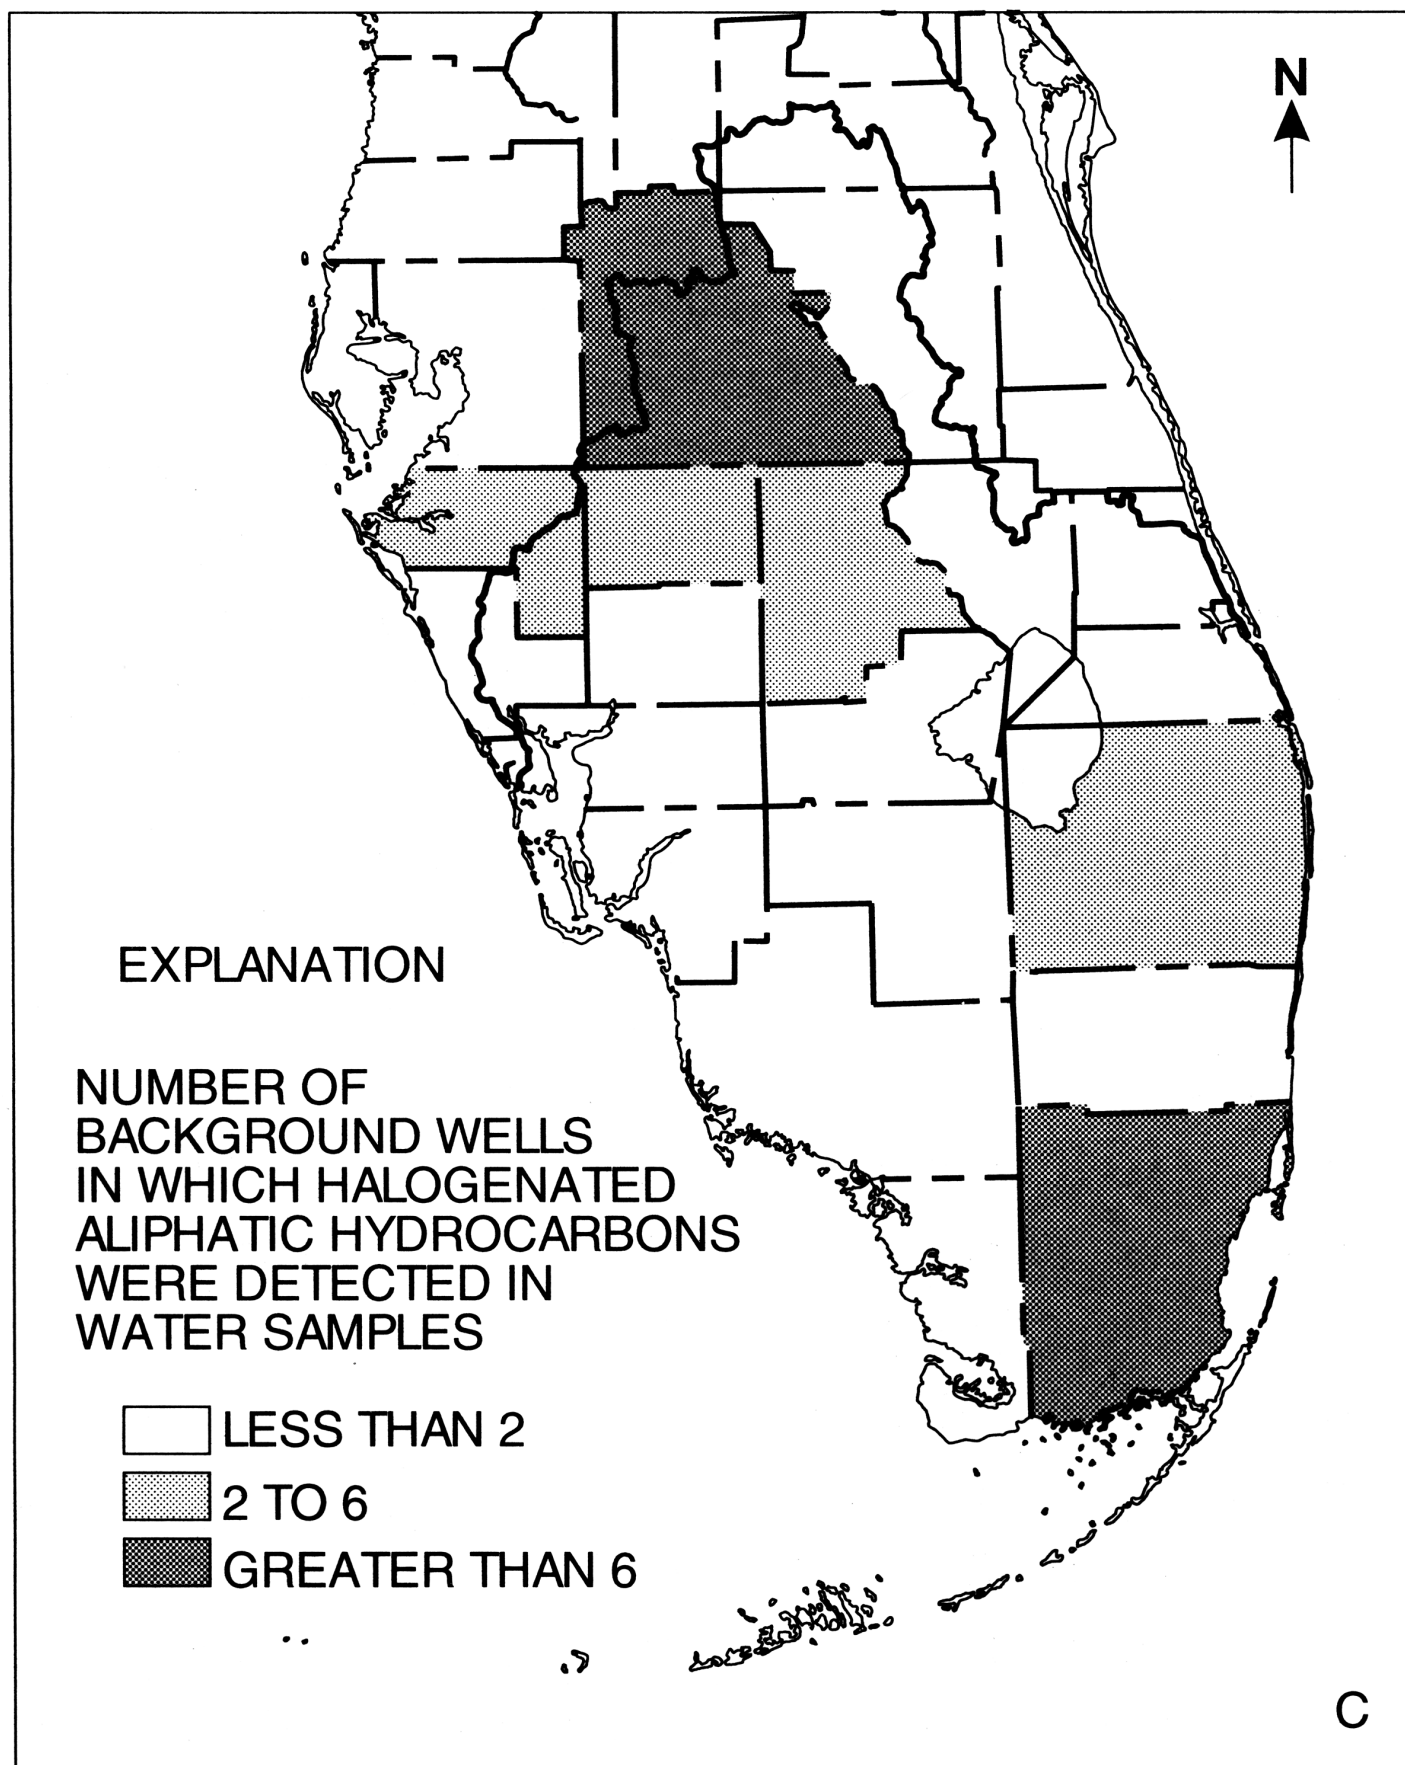 N
EXPLANATION
NUMBER OF
BACKGROUND WELLS
IN WHICH HALOGENATED
ALIPHATIC HYDROCARBONS
WERE DETECTED IN
WATER SAMPLES
LESS THAN 2
2 TO 6
GREATER THAN 6
C